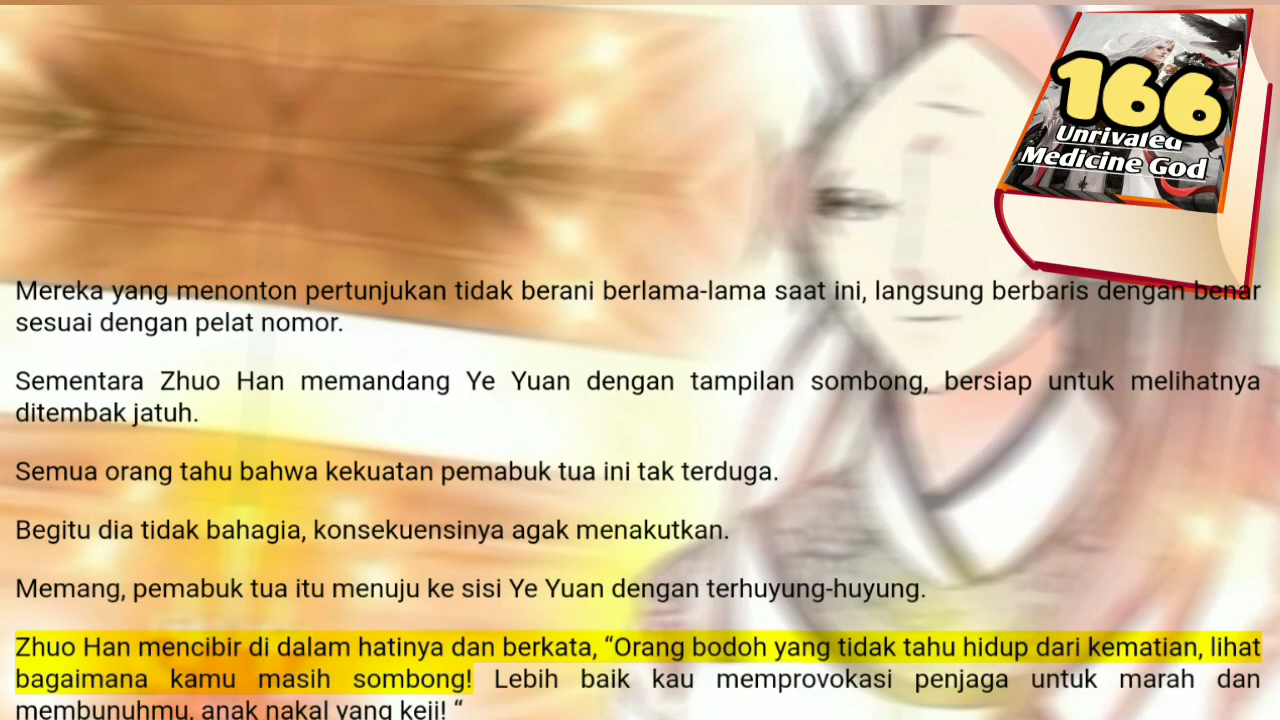 166
Unrivaled
Medicine God
Mereka yang menonton pertunjukan tidak berani berlama-lama saat ini, langsung berbaris dengan benar
sesuai dengan pelat nomor.
Sementara Zhuo Han memandang Ye Yuan dengan tampilan sombong, bersiap untuk melihatnya
ditembak jatuh.
Semua orang tahu bahwa kekuatan pemabuk tua ini tak terduga.
Begitu dia tidak bahagia, konsekuensinya agak menakutkan.
Memang, pemabuk tua itu menuju ke sisi Ye Yuan dengan terhuyung-huyung.
Zhuo Han mencibir di dalam hatinya dan berkata, “Orang bodoh yang tidak tahu hidup dari kematian, lihat
bagaimana kamu masih sombong! Lebih baik kau memprovokasi penjaga untuk marah dan
membunuhmu, anak nakal yang keji! “